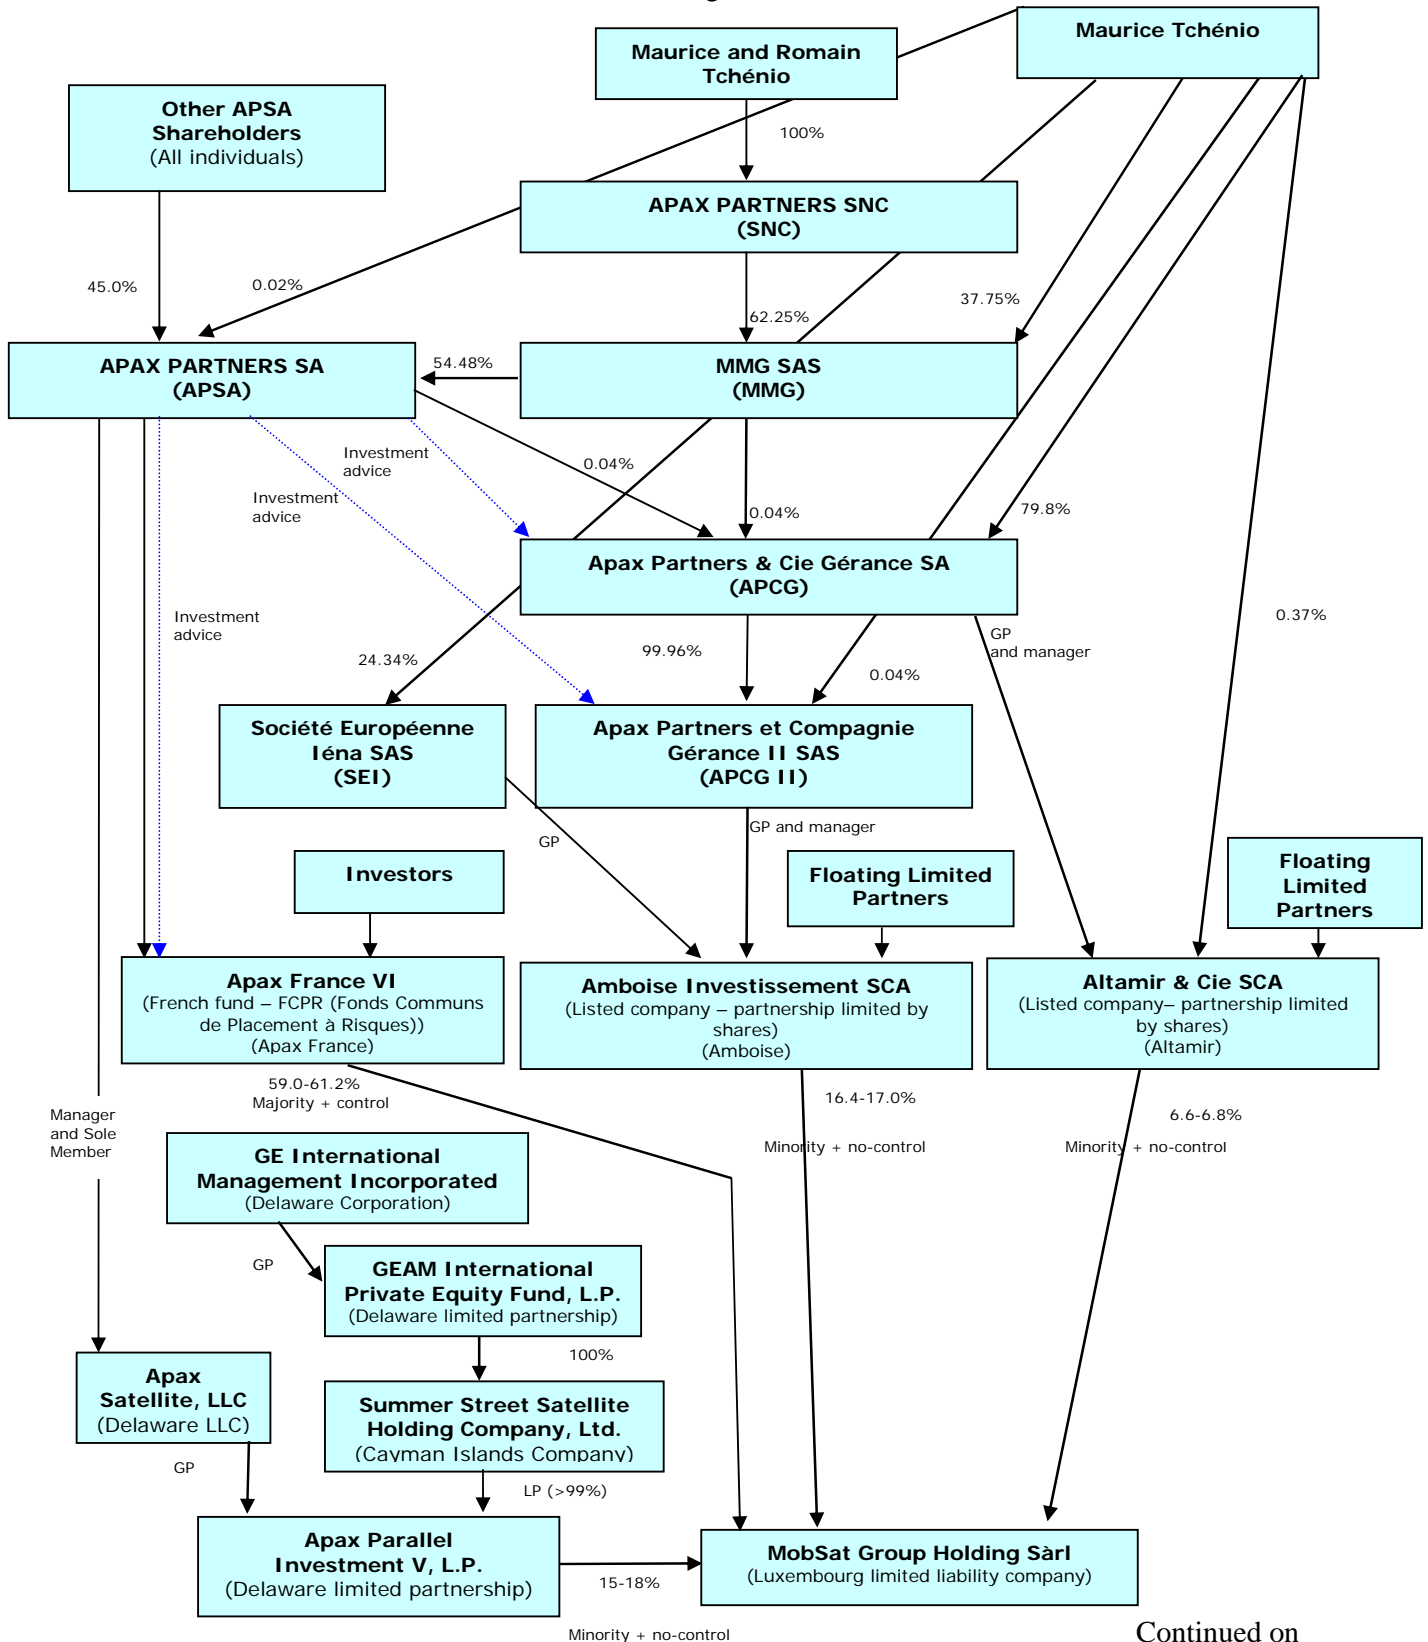 Maurice Tchénio
Maurice and Romain
Tchénio
Other APSA
Shareholders
(All individuals)
100%
APAX PARTNERS SNC
(SNC)
45.0%
0.02%
62.25%
37.75%
APAX PARTNERS SA
(APSA)
54.48%
MMG SAS
(MMG)
Investment
advice
0.04%
Investment
advice
0.04%
79.8%
Apax Partners & Cie Gérance SA
(APCG)
Investment
advice
0.37%
GP
and manager
24.34%
99.96%
0.04%
Société Européenne
Iéna SAS
(SEI)
Apax Partners et Compagnie
Gérance II SAS
(APCG II)
GP
GP and manager
Investors
Floating Limited
Partners
Floating
Limited
Partners
Apax France VI
(French fund – FCPR (Fonds Communs
de Placement à Risques))
(Apax France)
Amboise Investissement SCA
(Listed company – partnership limited by
shares)
(Amboise)
Altamir & Cie SCA
(Listed company– partnership limited
by shares)
(Altamir)
59.0-61.2%
Majority + control
16.4-17.0%
Minority + no-control
6.6-6.8%
Minority + no-control
Manager
and Sole
Member
GE International
Management Incorporated
(Delaware Corporation)
GP
GEAM International
Private Equity Fund, L.P.
(Delaware limited partnership)
100%
Apax
Satellite, LLC
(Delaware LLC)
Summer Street Satellite
Holding Company, Ltd.
(Cayman Islands Company)
GP
LP (>99%)
Apax Parallel
Investment V, L.P.
(Delaware limited partnership)
15-18%
Minority + no-control
MobSat Group Holding Sàrl
(Luxembourg limited liability company)
Continued on